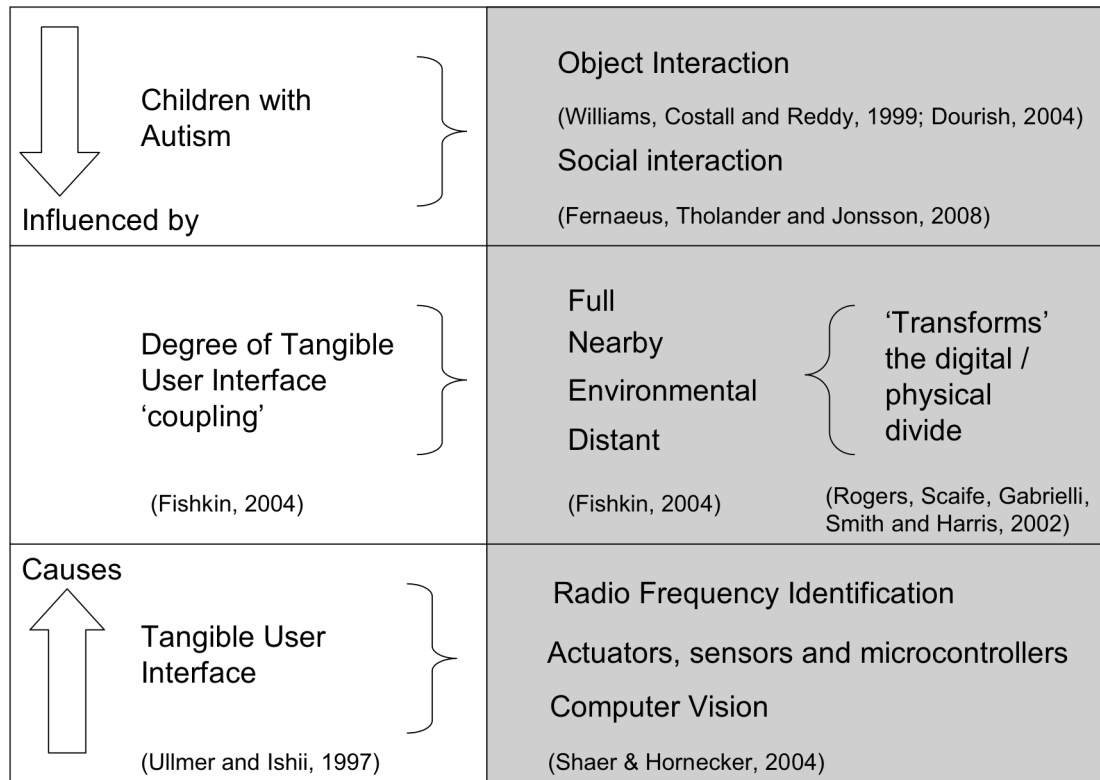 Children with
Autism
Influenced by
Object Interaction
(Williams, Costall and Reddy, 1999; Dourish, 2004)
Social interaction
(Fernaeus, Tholander and Jonsson, 2008)
Degree of Tangible
User Interface
‘coupling’
(Fishkin, 2004)
Full
Nearby
Environmental
Distant
(Fishkin, 2004)
‘Transforms’
the digital /
physical
divide
(Rogers, Scaife, Gabrielli,
Smith and Harris, 2002)
Causes
Tangible User
Interface
(Ullmer and Ishii, 1997)
Radio Frequency Identification
Actuators, sensors and microcontrollers
Computer Vision
(Shaer & Hornecker, 2004)